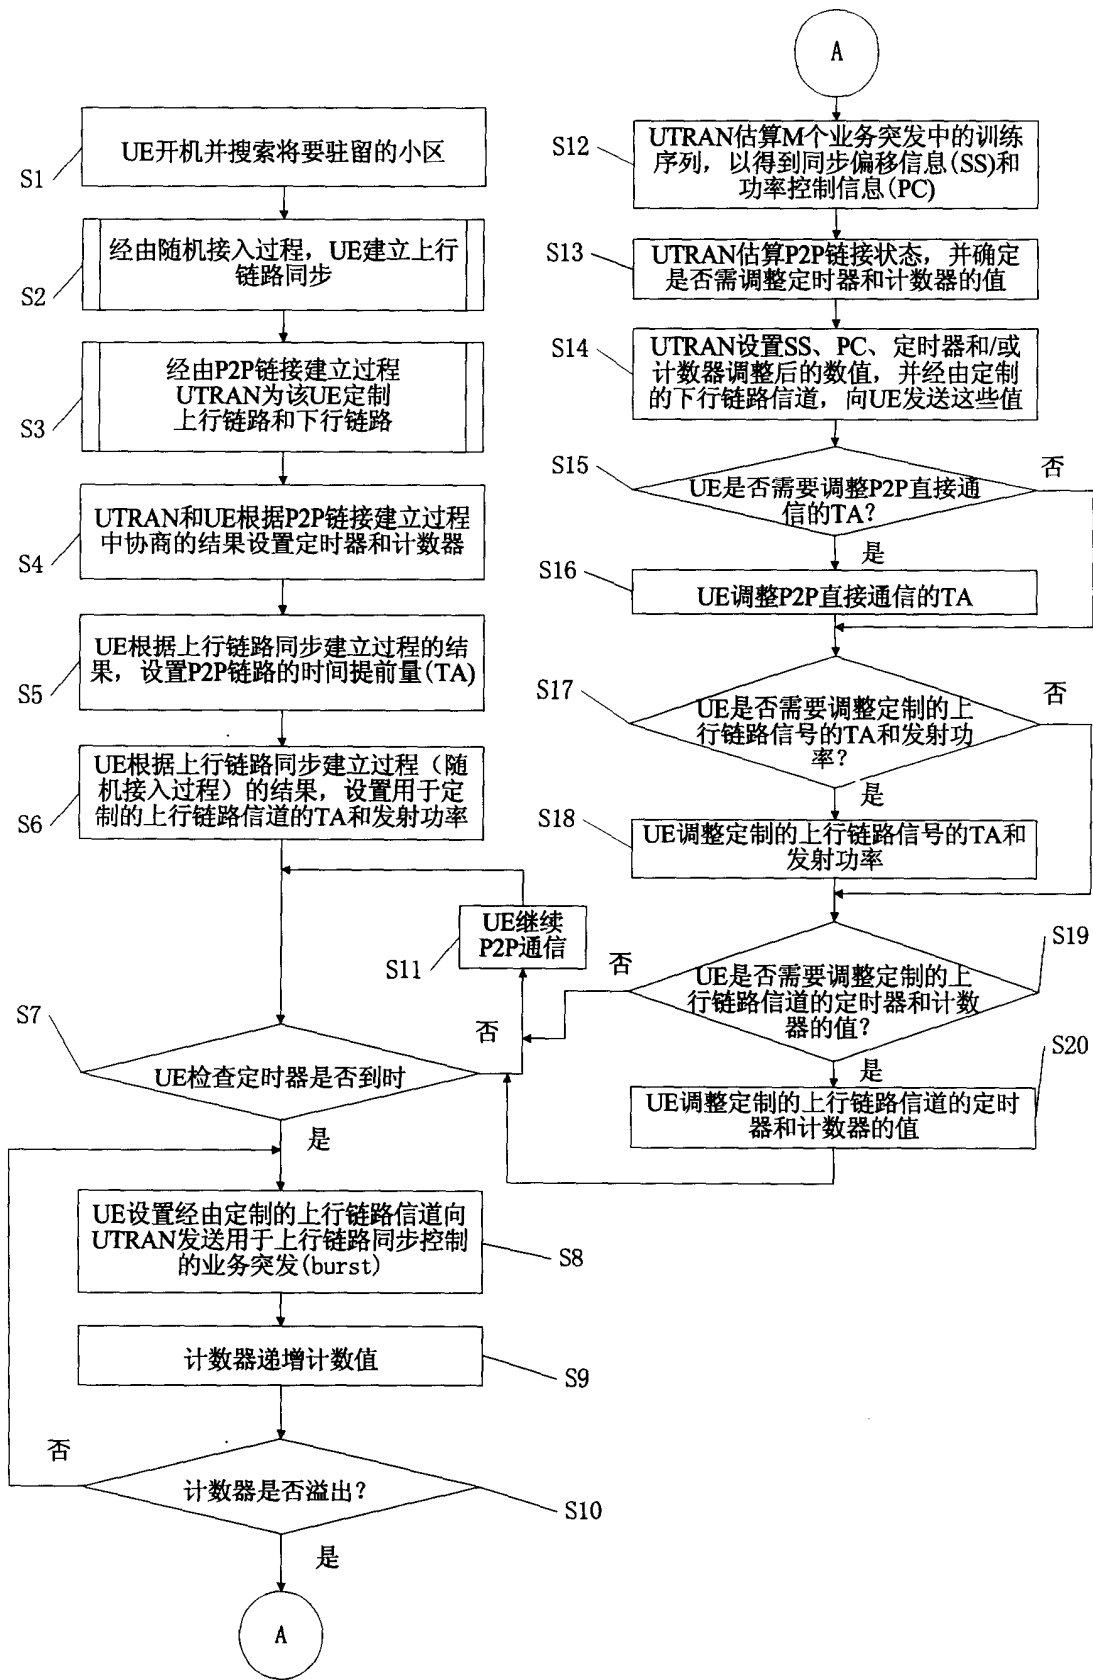 S1
UE开机并搜索将要驻留的小区
S2
经由随机接入过程，UE建立上行
链路同步
S3
经由P2P链接建立过程
UTRAN为该UE定制
上行链路和下行链路
S4
UTRAN和UE根据P2P链接建立过程
中协商的结果设置定时器和计数器
S5
UE根据上行链路同步建立过程的结
果，设置P2P链路的时间提前量(TA)
S6
UE根据上行链路同步建立过程（随
机接入过程）的结果，设置用于定
制的上行链路信道的TA和发射功率
S11
UE继续
P2P通信
S7
UE检查定时器是否到时
否
是
UE设置经由定制的上行链路信道向
UTRAN发送用于上行链路同步控制
的业务突发(burst)
S8
计数器递增计数值
S9
否
计数器是否溢出？
S10
是
A
A
S12
UTRAN估算M个业务突发中的训练
序列，以得到同步偏移信息(SS)和
功率控制信息(PC)
S13
UTRAN估算P2P链接状态，并确定
是否需调整定时器和计数器的值
S14
UTRAN设置SS、PC、定时器和/或
计数器调整后的数值，并经由定制
的下行链路信道，向UE发送这些值
S15
否
UE是否需要调整P2P直接通
信的TA？
是
S16
UE调整P2P直接通信的TA
S17
否
UE是否需要调整定制的上
行链路信号的TA和发射功
率？
是
S18
UE调整定制的上行链路信号的TA和
发射功率
S19
否
UE是否需要调整定制的上
行链路信道的定时器和计数
器的值？
是
S20
UE调整定制的上行链路信道的定时
器和计数器的值